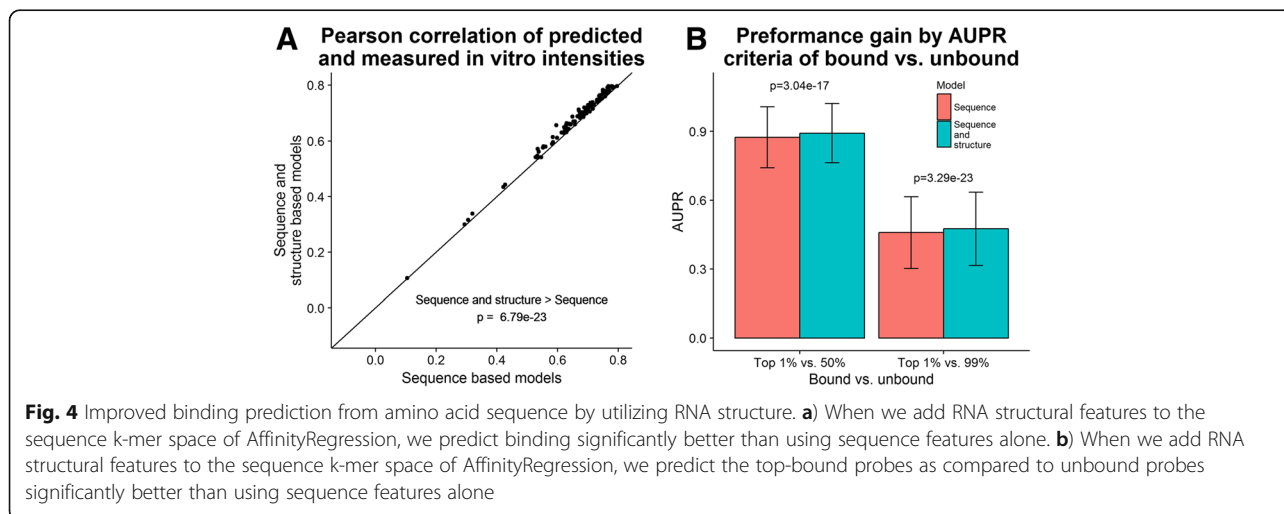 A Pearson correlation of predicted
and measured in vitro intensities
Sequence and
structure based models
0.8
0.6
0.4
0.2
0.0
Sequence and structure > Sequence
p = 6.79e-23
0.0 0.2 0.4 0.6 0.8
Sequence based models
B Preformance gain by AUPR
criteria of bound vs. unbound
AUPR
0.9
0.6
0.3
0.0
p=3.04e-17
Model
Sequence
Sequence
and
structure
p=3.29e-23
Top 1% vs. 50% Top 1% vs. 99%
Bound vs. unbound
Fig. 4 Improved binding prediction from amino acid sequence by utilizing RNA structure. a) When we add RNA structural features to the
sequence k-mer space of AffinityRegression, we predict binding significantly better than using sequence features alone. b) When we add RNA
structural features to the sequence k-mer space of AffinityRegression, we predict the top-bound probes as compared to unbound probes
significantly better than using sequence features alone